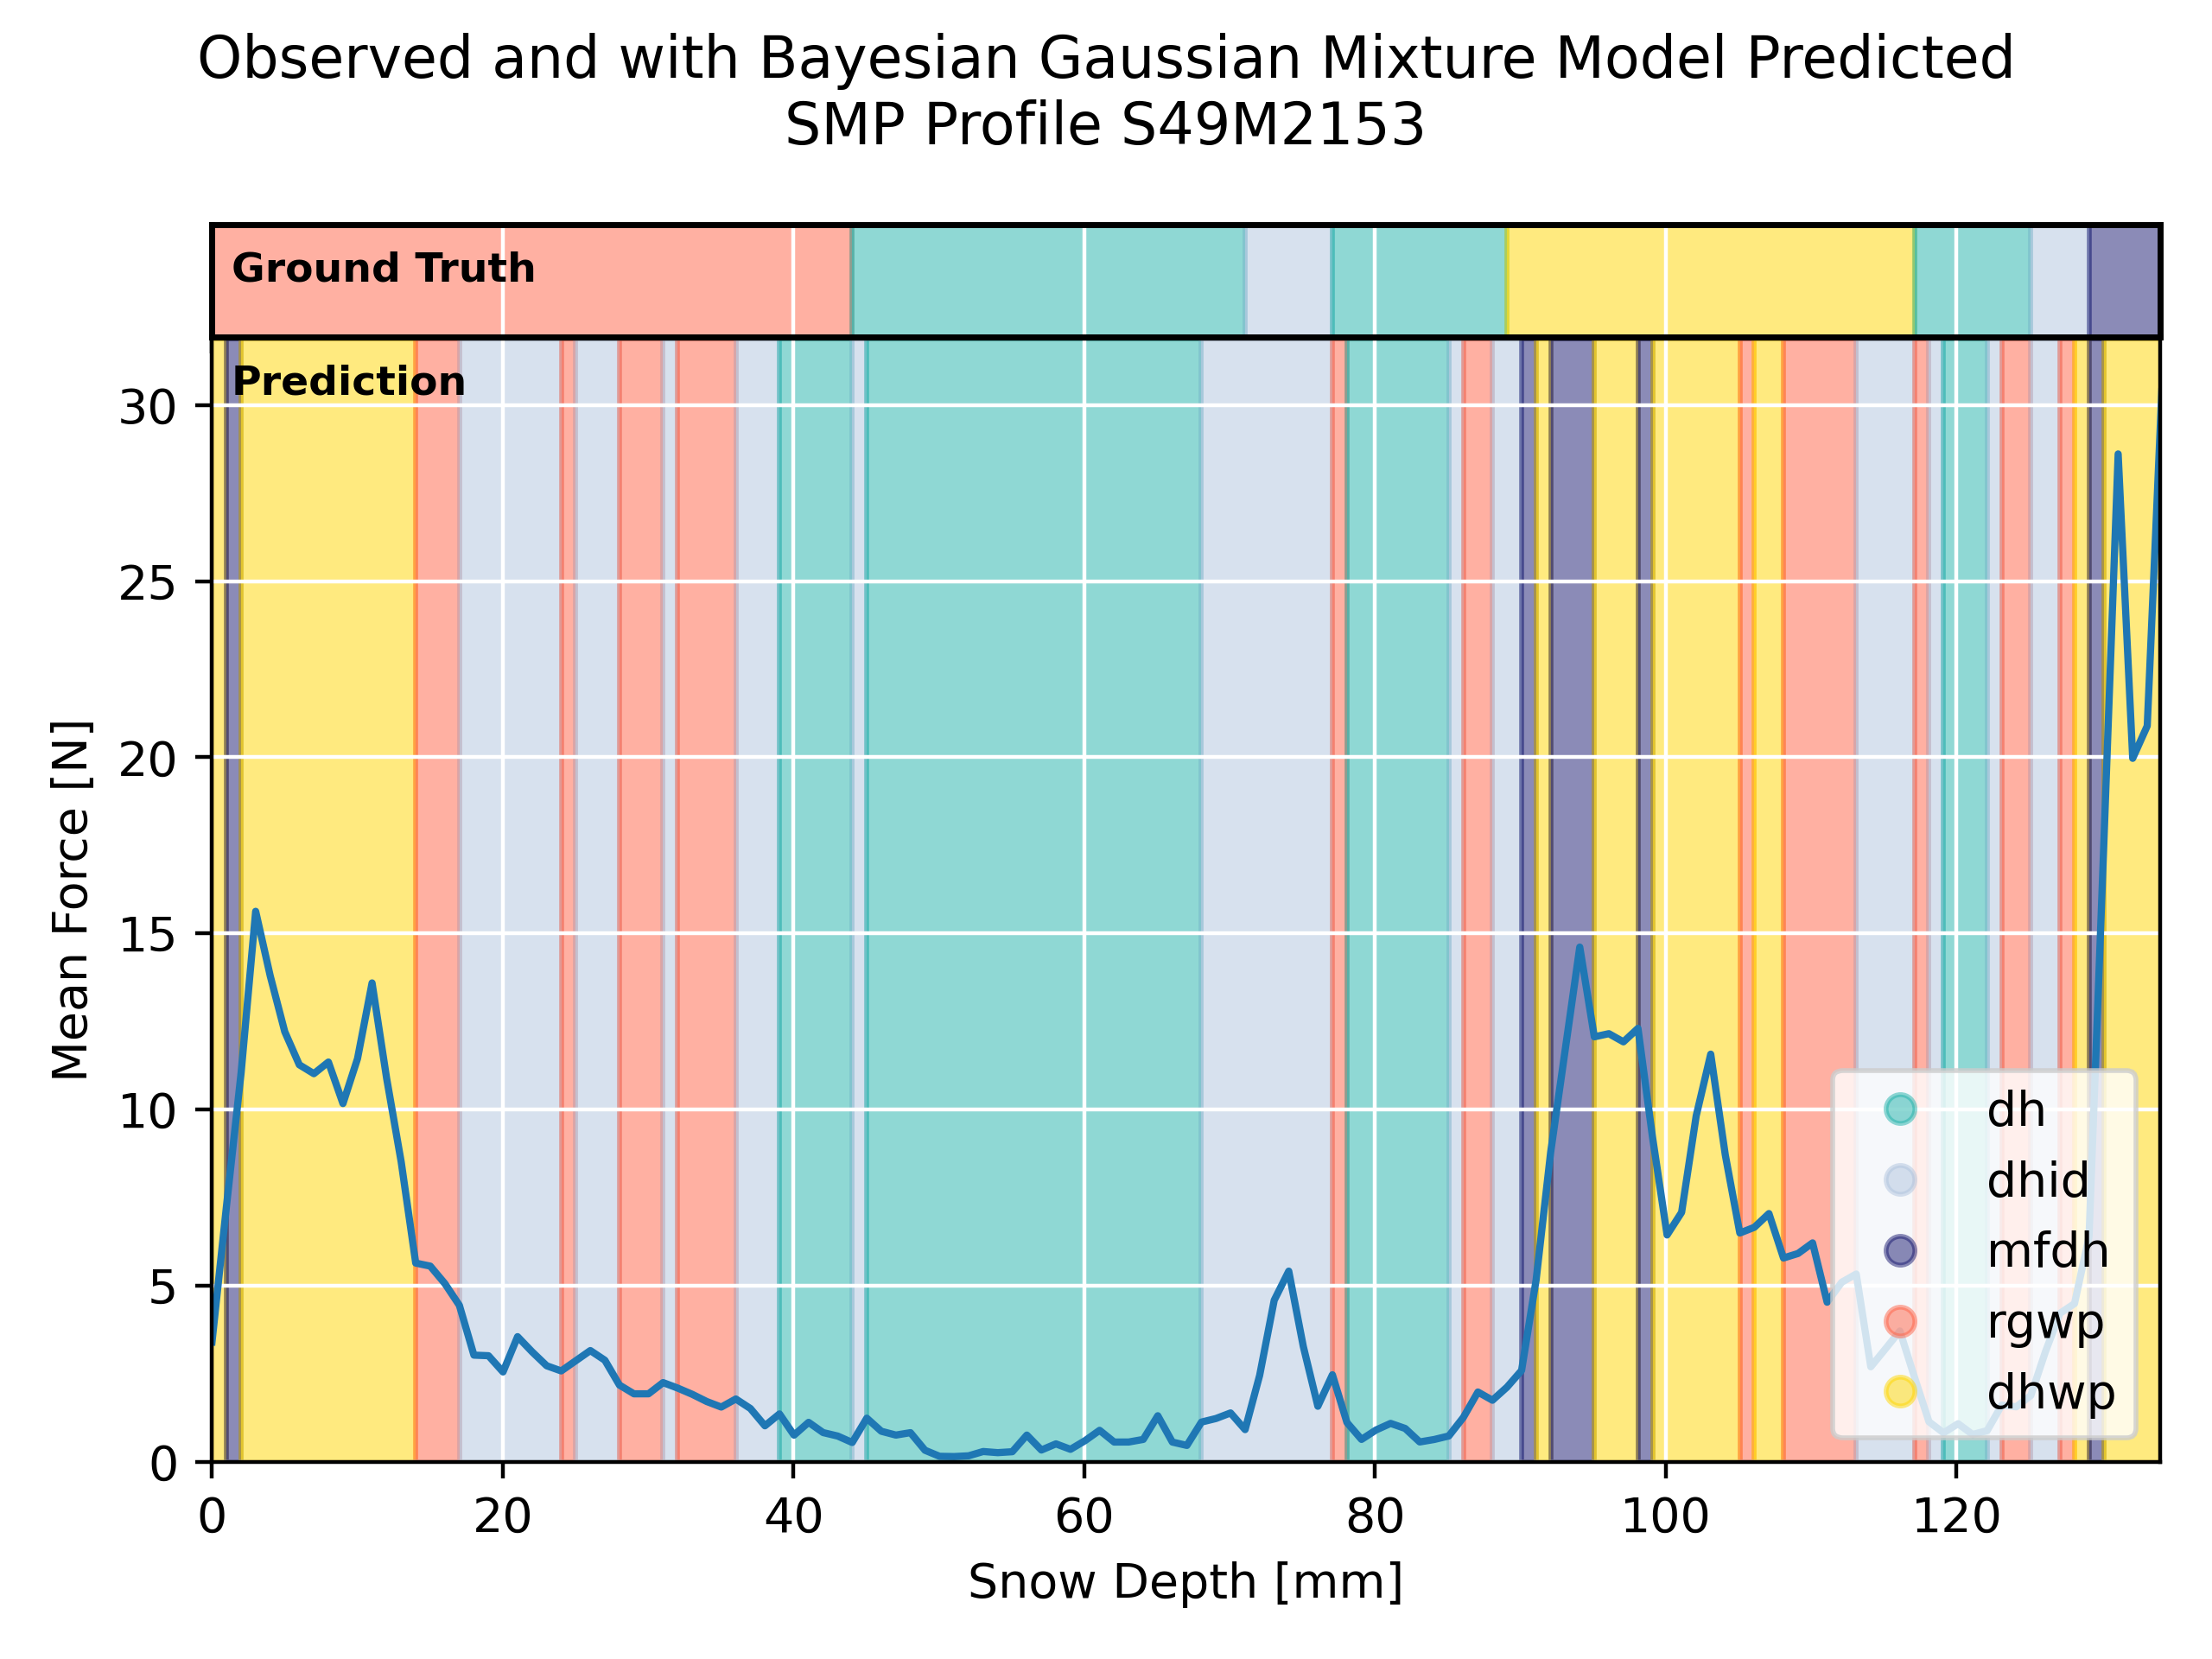 Observed and with Bayesian Gaussian Mixture Model Predicted
SMP Profile S49M2153
Ground Truth
Prediction
30
25
20
15
10
5
0
Mean Force [N]
dh
dhid
mfdh
rgwp
dhwp
0 20 40 60 80 100 120
Snow Depth [mm]